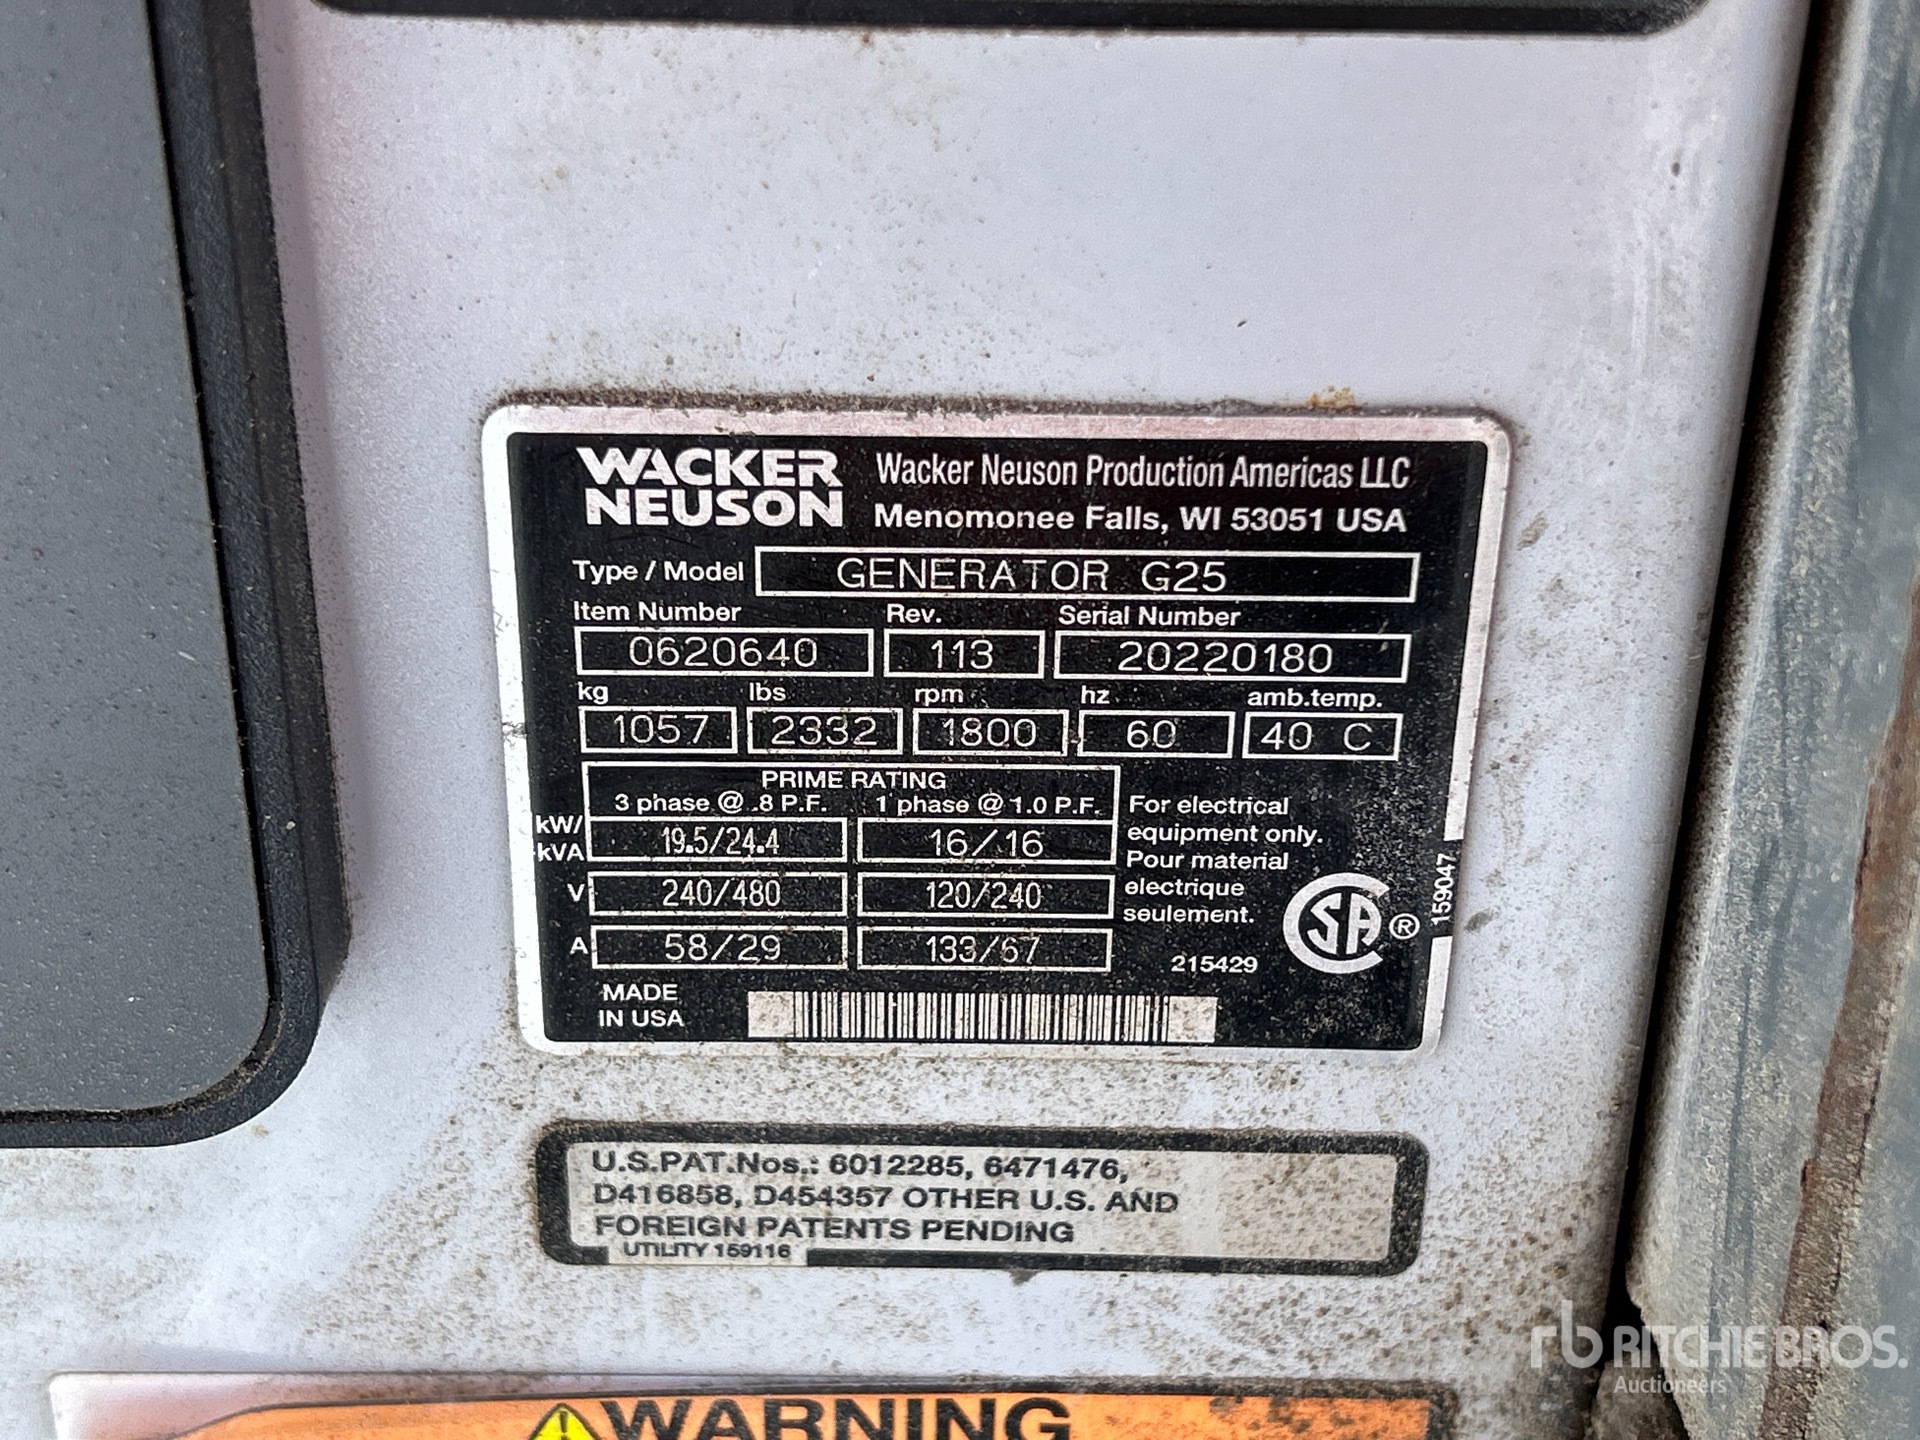 WACKER
NEUSON
Wacker Neuson Production Americas LLC
Menomonee Falls, WI 53051 USA
Type / Model GENERATOR G25
Item Number Rev. Serial Number
0620640 113 20220180
kg lbs rpm hz amb.temp.
1057 2332 1800 60 40 C
PRIME RATING
3 phase @ .8 P.F. 1 phase @ 1.0 P.F.
kW/
kVA 19.5/24.4 16/16
V 240/480 120/240
A 58/29 133/67
For electrical
equipment only.
Pour material
electrique
seulement.
215429
SA ®
159047
MADE
IN USA
U.S.PAT.Nos.: 6012285, 6471476,
D416858, D454357 OTHER U.S. AND
FOREIGN PATENTS PENDING
UTILITY 159116
WARNING
rb RITCHIE BROS.
Auctioneers